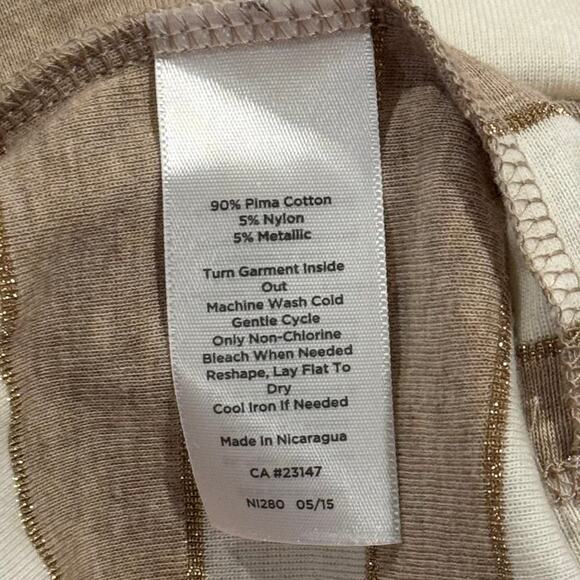 90% Pima Cotton
5% Nylon
5% Metallic
Turn Garment Inside
Out
Machine Wash Cold
Gentle Cycle
Only Non-Chlorine
Bleach When Needed
Reshape, Lay Flat To
Dry
Cool Iron If Needed
Made In Nicaragua
CA #23147
NI280 05/15